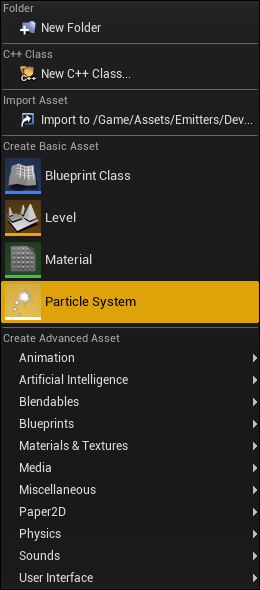 Folder
New Folder
C++ Class
New C++ Class...
Import Asset
Import to /Game/Assets/Emitters/Dev...
Create Basic Asset
Blueprint Class
Level
Material
Particle System
Create Advanced Asset
Animation
Artificial Intelligence
Blendables
Blueprints
Materials & Textures
Media
Miscellaneous
Paper2D
Physics
Sounds
User Interface